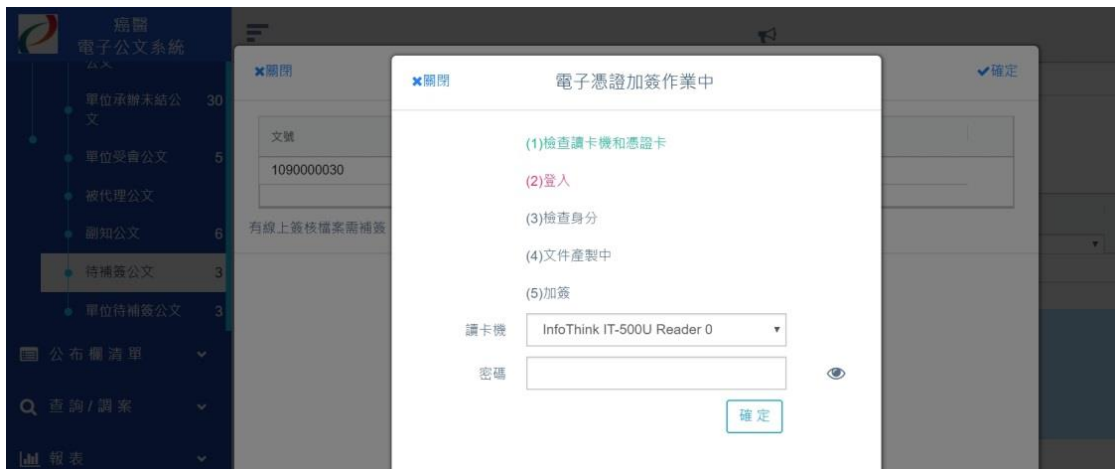 癌醫
電子公文系統
公文
單位承辦未結公 30
文
單位受會公文 5
被代理公文
副知公文 6
待補簽公文 3
單位待補簽公文 3
公布欄清單
查詢/調案
報表
關閉
確定
文號
1090000030
有線上簽核檔案需補簽
關閉
電子憑證加簽作業中
(1)檢查讀卡機和憑證卡
(2)登入
(3)檢查身分
(4)文件產製中
(5)加簽
讀卡機 InfoThink IT-500U Reader 0
密碼
確定